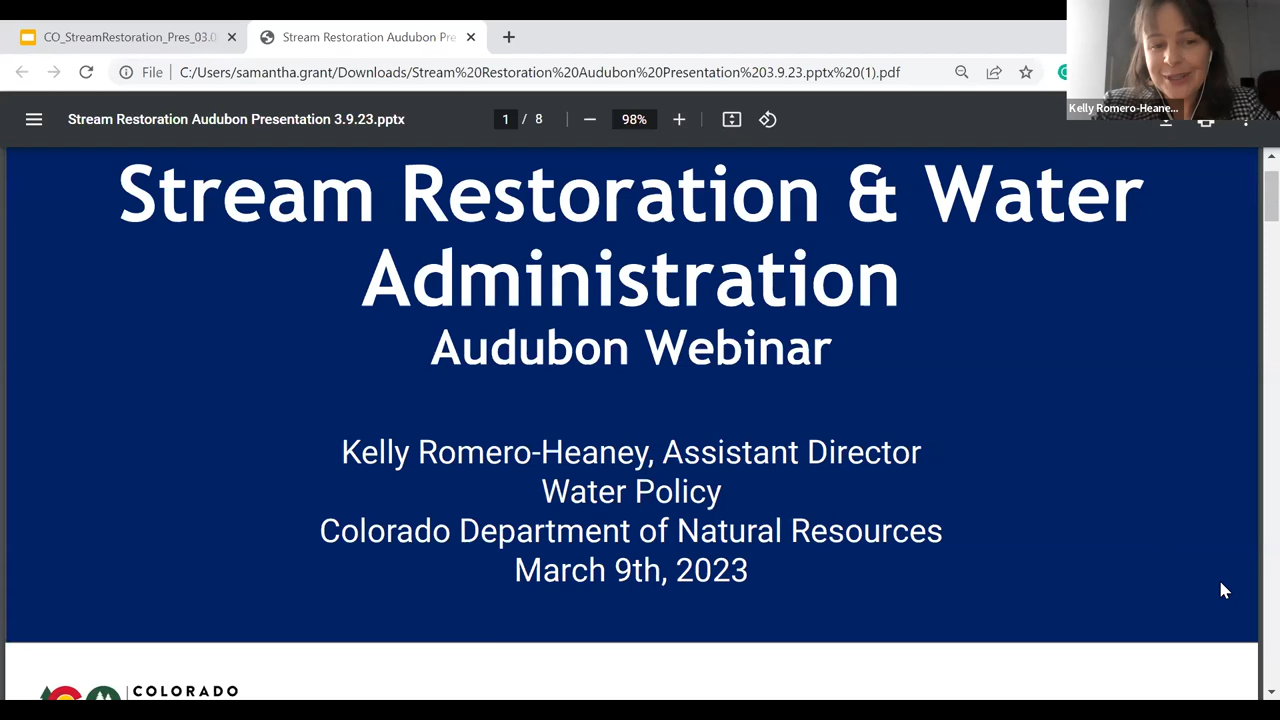 CO_StreamRestoration_Pres_03.0
Stream Restoration Audubon Pre
File
C:/Users/samantha.grant/Downloads/Stream%20Restoration%20Audubon%20Presentation%203.9.23.pptx%20(1).pdf
Kelly Romero-Heane...
Stream Restoration Audubon Presentation 3.9.23.pptx
1 / 8
98%
Stream Restoration & Water
Administration
Audubon Webinar
Kelly Romero-Heaney, Assistant Director
Water Policy
Colorado Department of Natural Resources
March 9th, 2023
COLORADO